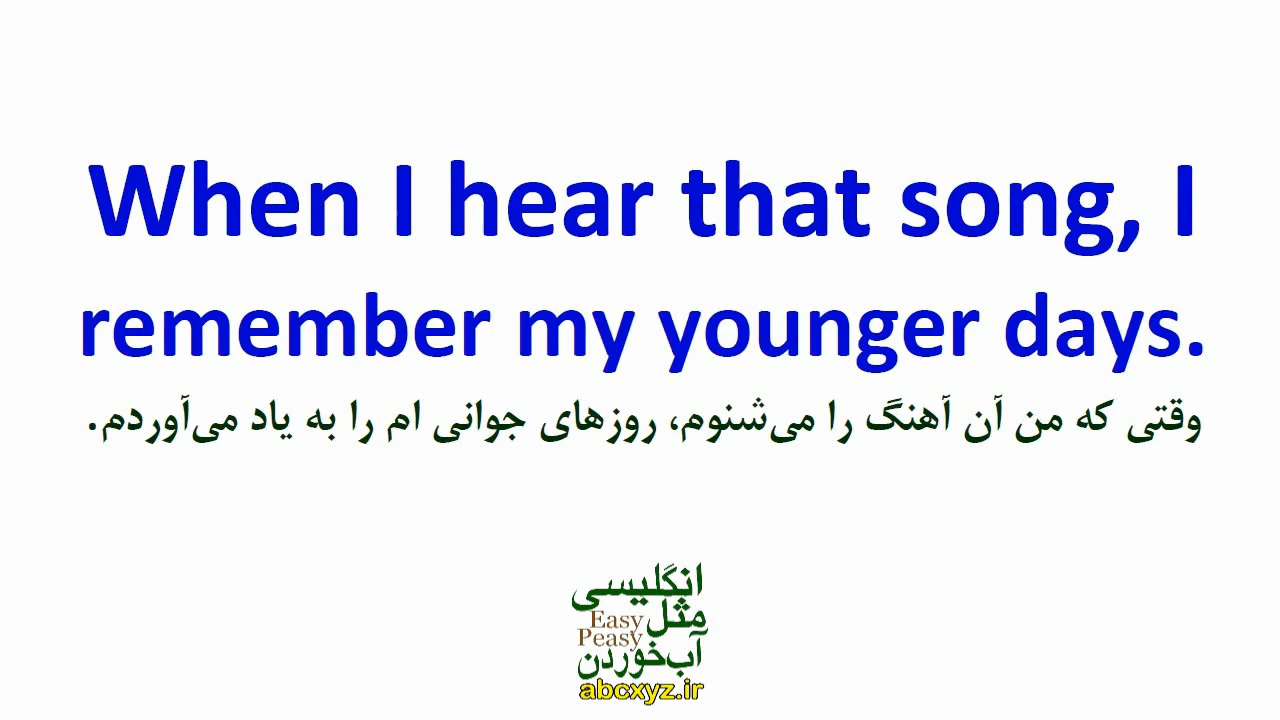 When I hear that song, I
remember my younger days.
وقتی که من آن آهنگ را می‌شنوم، روزهای جوانی ام را به یاد می‌آوردم.
انگلیسی
مثل
Easy
Peasy
آب‌خوردن
abcxyz.ir